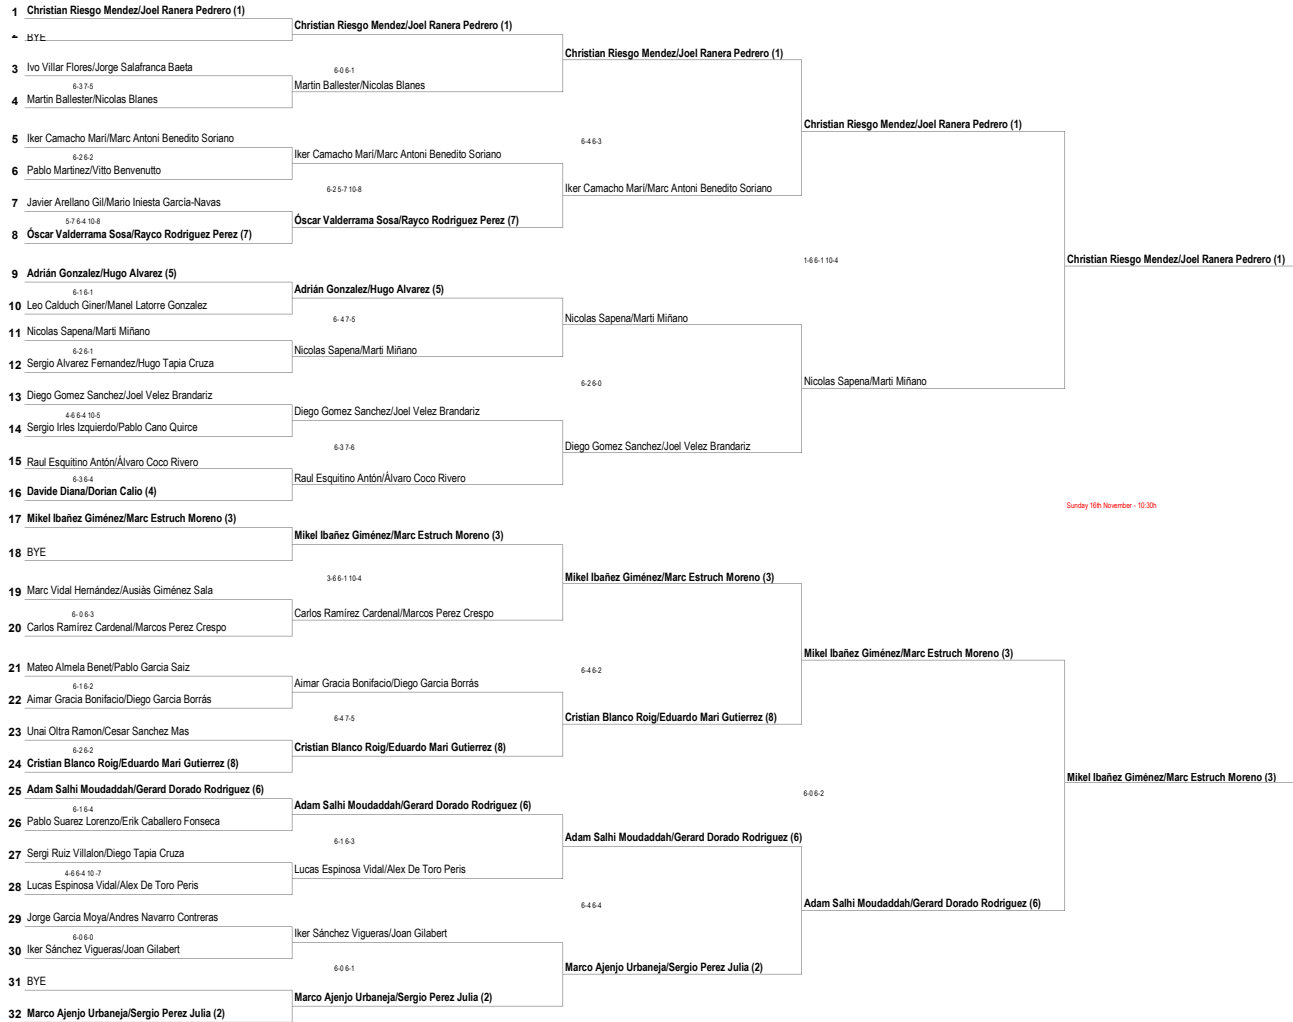 1 Christian Riesgo Mendez/Joel Ranera Pedrero (1)
Christian Riesgo Mendez/Joel Ranera Pedrero (1)
BYE
Christian Riesgo Mendez/Joel Ranera Pedrero (1)
3 Ivo Villar Flores/Jorge Salafranca Baeta
6-0 6-1
6-3 7-5
Martin Ballester/Nicolas Blanes
4 Martin Ballester/Nicolas Blanes
Christian Riesgo Mendez/Joel Ranera Pedrero (1)
5 Iker Camacho Marí/Marc Antoni Benedito Soriano
6-4 6-3
6-2 6-2
Iker Camacho Marí/Marc Antoni Benedito Soriano
6 Pablo Martinez/Vitto Benvenutto
6-2 5-7 10-8
Iker Camacho Marí/Marc Antoni Benedito Soriano
7 Javier Arellano Gil/Mario Iniesta García-Navas
5-7 6-4 10-8
Óscar Valderrama Sosa/Rayco Rodriguez Perez (7)
8 Óscar Valderrama Sosa/Rayco Rodriguez Perez (7)
1-6 6-1 10-4
Christian Riesgo Mendez/Joel Ranera Pedrero (1)
9 Adrián Gonzalez/Hugo Alvarez (5)
6-1 6-1
Adrián Gonzalez/Hugo Alvarez (5)
10 Leo Calduch Giner/Manel Latorre Gonzalez
6- 4 7-5
Nicolas Sapena/Marti Miñano
11 Nicolas Sapena/Marti Miñano
6-2 6-1
Nicolas Sapena/Marti Miñano
12 Sergio Alvarez Fernandez/Hugo Tapia Cruza
6-2 6-0
Nicolas Sapena/Marti Miñano
13 Diego Gomez Sanchez/Joel Velez Brandariz
4-6 6-4 10-5
Diego Gomez Sanchez/Joel Velez Brandariz
14 Sergio Irles Izquierdo/Pablo Cano Quirce
6-3 7-6
Diego Gomez Sanchez/Joel Velez Brandariz
15 Raul Esquitino Antón/Álvaro Coco Rivero
6-3 6-4
Raul Esquitino Antón/Álvaro Coco Rivero
16 Davide Diana/Dorian Calio (4)
Sunday 16th November - 10:30h
17 Mikel Ibañez Giménez/Marc Estruch Moreno (3)
Mikel Ibañez Giménez/Marc Estruch Moreno (3)
18 BYE
3-6 6-1 10-4
Mikel Ibañez Giménez/Marc Estruch Moreno (3)
19 Marc Vidal Hernández/Ausiàs Giménez Sala
6- 0 6-3
Carlos Ramírez Cardenal/Marcos Perez Crespo
20 Carlos Ramírez Cardenal/Marcos Perez Crespo
Mikel Ibañez Giménez/Marc Estruch Moreno (3)
21 Mateo Almela Benet/Pablo Garcia Saiz
6-4 6-2
6-1 6-2
Aimar Gracia Bonifacio/Diego Garcia Borrás
22 Aimar Gracia Bonifacio/Diego Garcia Borrás
6-4 7-5
Cristian Blanco Roig/Eduardo Mari Gutierrez (8)
23 Unai Oltra Ramon/Cesar Sanchez Mas
6-2 6-2
Cristian Blanco Roig/Eduardo Mari Gutierrez (8)
24 Cristian Blanco Roig/Eduardo Mari Gutierrez (8)
Mikel Ibañez Giménez/Marc Estruch Moreno (3)
25 Adam Salhi Moudaddah/Gerard Dorado Rodriguez (6)
6-0 6-2
6-1 6-4
Adam Salhi Moudaddah/Gerard Dorado Rodriguez (6)
26 Pablo Suarez Lorenzo/Erik Caballero Fonseca
6-1 6-3
Adam Salhi Moudaddah/Gerard Dorado Rodriguez (6)
27 Sergi Ruiz Villalon/Diego Tapia Cruza
4-6 6-4 10 -7
Lucas Espinosa Vidal/Alex De Toro Peris
28 Lucas Espinosa Vidal/Alex De Toro Peris
6-4 6-4
Adam Salhi Moudaddah/Gerard Dorado Rodriguez (6)
29 Jorge Garcia Moya/Andres Navarro Contreras
6-0 6-0
Iker Sánchez Vigueras/Joan Gilabert
30 Iker Sánchez Vigueras/Joan Gilabert
6-0 6-1
Marco Ajenjo Urbaneja/Sergio Perez Julia (2)
31 BYE
Marco Ajenjo Urbaneja/Sergio Perez Julia (2)
32 Marco Ajenjo Urbaneja/Sergio Perez Julia (2)